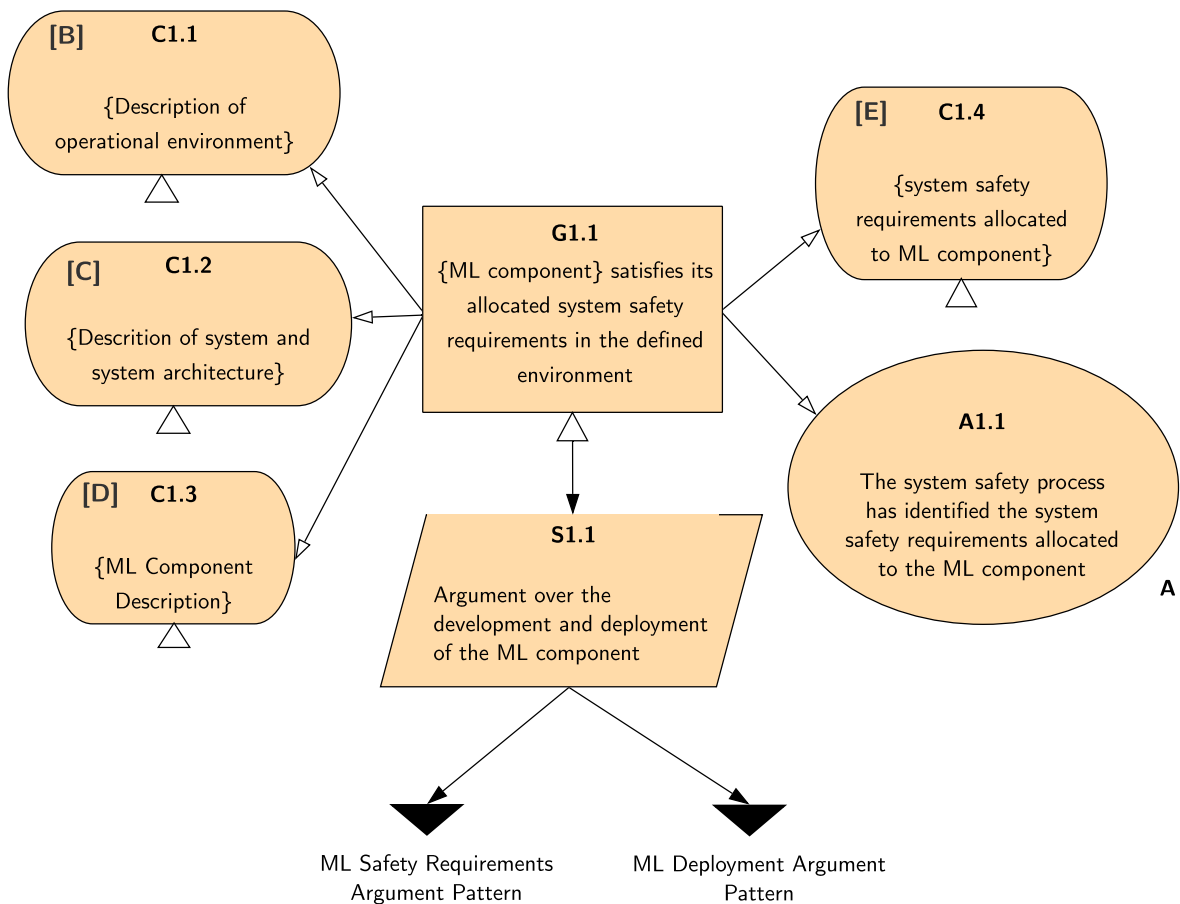 [B] C1.1
{Description of
operational environment}
[C] C1.2
{Descrition of system and
system architecture}
[D] C1.3
{ML Component
Description}
G1.1
{ML component} satisfies its
allocated system safety
requirements in the defined
environment
S1.1
Argument over the
development and deployment
of the ML component
[E] C1.4
{system safety
requirements allocated
to ML component}
A1.1
The system safety process
has identified the system
safety requirements allocated
to the ML component
A
ML Safety Requirements
Argument Pattern
ML Deployment Argument
Pattern